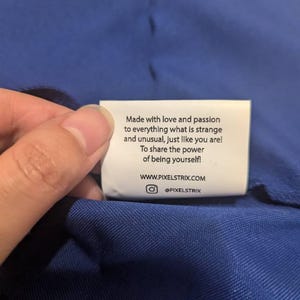 Made with love and passion
to everything what is strange
and unusual, just like you are!
To share the power
of being yourself!
WWW.PIXELSTRIX.COM
@PIXELSTRIX